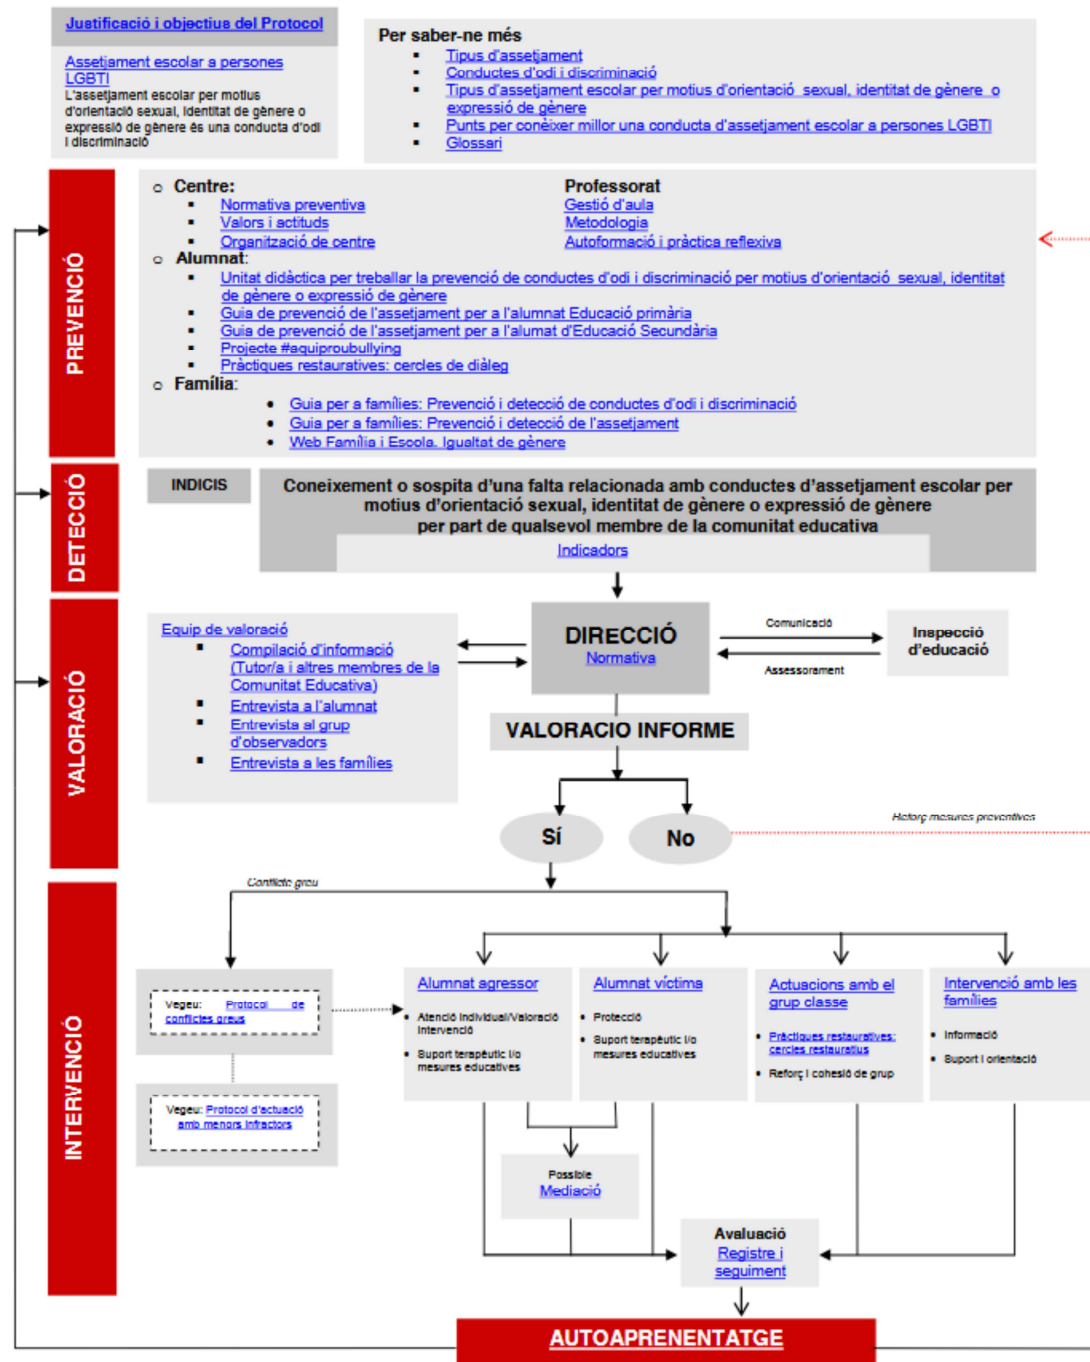 Justificació i objectius del Protocol
Assetjament escolar a persones
LGBTI
L'assetjament escolar per motius
d'orientació sexual, identitat de gènere o
expressió de gènere és una conducta d'odi
i discriminació
Per saber-ne més
Tipus d'assetjament
Conductes d'odi i discriminació
Tipus d'assetjament escolar per motius d'orientació sexual, identitat de gènere o
expressió de gènere
Punts per conèixer millor una conducta d'assetjament escolar a persones LGBTI
Glossari
PREVENCIÓ
Centre:
Normativa preventiva
Valors i actituds
Organització de centre
Professorat
Gestió d'aula
Metodologia
Autoformació i pràctica reflexiva
Alumnat:
Unitat didàctica per treballar la prevenció de conductes d'odi i discriminació per motius d'orientació sexual, identitat
de gènere o expressió de gènere
Guia de prevenció de l'assetjament per a l'alumnat Educació primària
Guia de prevenció de l'assetjament per a l'alumat d'Educació Secundària
Projecte #aquiproubullying
Pràctiques restauratives: cercles de diàleg
Família:
Guia per a famílies: Prevenció i detecció de conductes d'odi i discriminació
Guia per a famílies: Prevenció i detecció de l'assetjament
Web Família i Escola. Igualtat de gènere
DETECCIÓ
INDICIS
Coneixement o sospita d'una falta relacionada amb conductes d'assetjament escolar per
motius d'orientació sexual, identitat de gènere o expressió de gènere
per part de qualsevol membre de la comunitat educativa
Indicadors
VALORACIÓ
Equip de valoració
Compilació d'informació
(Tutor/a i altres membres de la
Comunitat Educativa)
Entrevista a l'alumnat
Entrevista al grup
d'observadors
Entrevista a les famílies
DIRECCIÓ
Normativa
Comunicació
Assessorament
Inspecció
d'educació
VALORACIO INFORME
Sí
No
Reforç mesures preventives
INTERVENCIÓ
Conflicte greu
Vegeu: Protocol de
conflictes greus
Vegeu: Protocol d'actuació
amb menors infractors
Alumnat agressor
Atenció individual/Valoració
Intervenció
Suport terapèutic i/o
mesures educatives
Alumnat víctima
Protecció
Suport terapèutic i/o
mesures educatives
Actuacions amb el
grup classe
Pràctiques restauratives:
cercles restauratius
Reforç i cohesió de grup
Intervenció amb les
famílies
Informació
Suport i orientació
Possible
Mediació
Avaluació
Registre i
seguiment
AUTOAPRENENTATGE